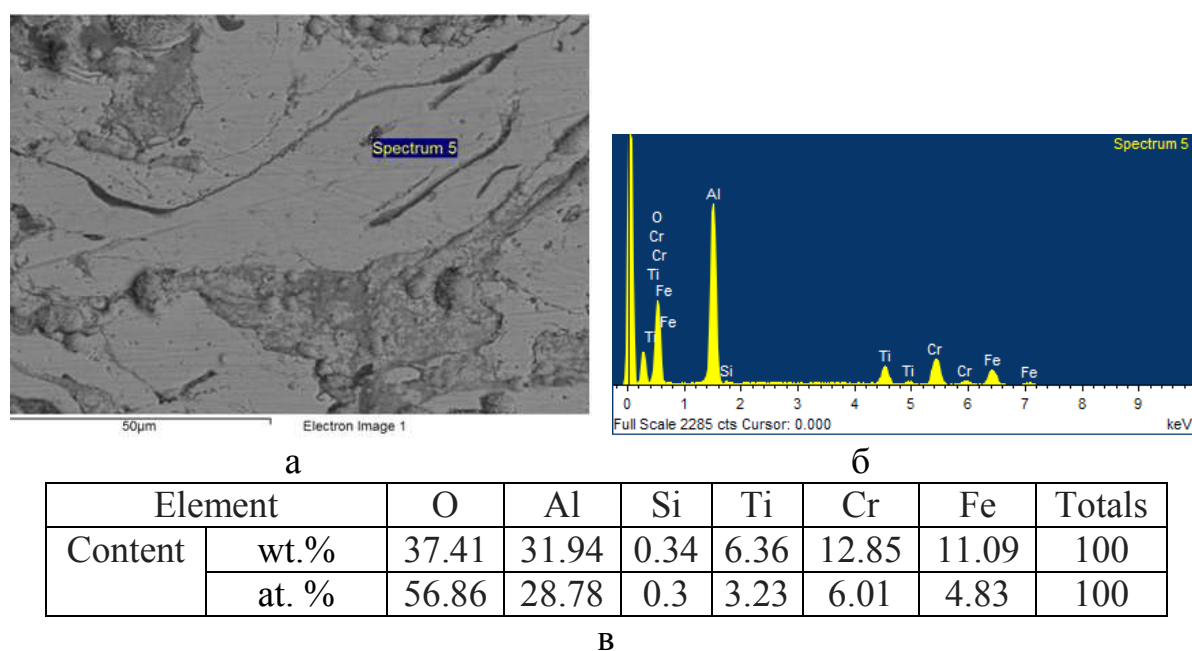 Spectrum 5
50µm Electron Image 1
а
Spectrum 5
Al
O
Cr
Cr
Ti
Fe
Ti
Fe
Si
Ti
Ti
Cr
Cr
Fe
Fe
0 1 2 3 4 5 6 7 8 9
Full Scale 2285 cts Cursor: 0.000 keV
б
Element O Al Si Ti Cr Fe Totals
Content wt.% 37.41 31.94 0.34 6.36 12.85 11.09 100
at. % 56.86 28.78 0.3 3.23 6.01 4.83 100
в